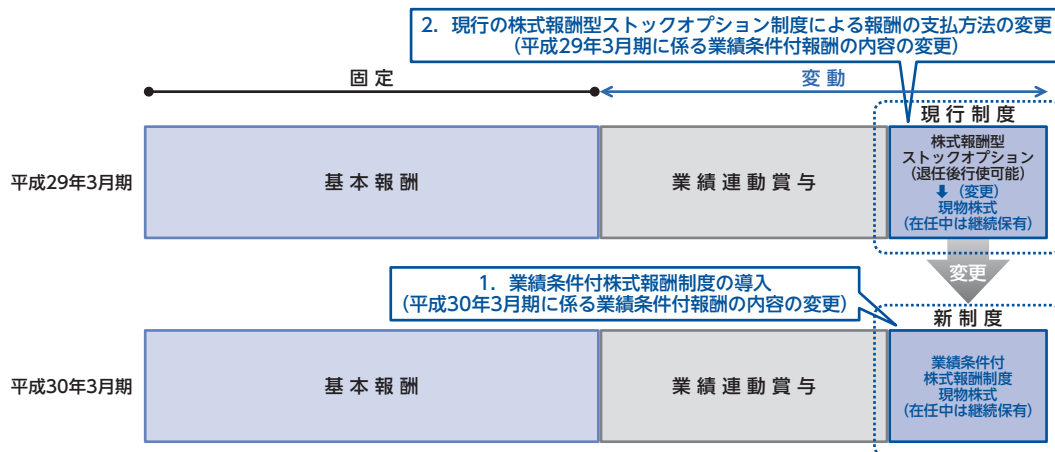 2. 現行の株式報酬型ストックオプション制度による報酬の支払方法の変更
（平成29年3月期に係る業績条件付報酬の内容の変更）
固定
変動
現行制度
平成29年3月期
基本報酬
業績連動賞与
株式報酬型
ストックオプション
（退任後行使可能）
⬇（変更）
現物株式
（在任中は継続保有）
変更
1. 業績条件付株式報酬制度の導入
（平成30年3月期に係る業績条件付報酬の内容の変更）
新制度
平成30年3月期
基本報酬
業績連動賞与
業績条件付
株式報酬制度
現物株式
（在任中は継続保有）